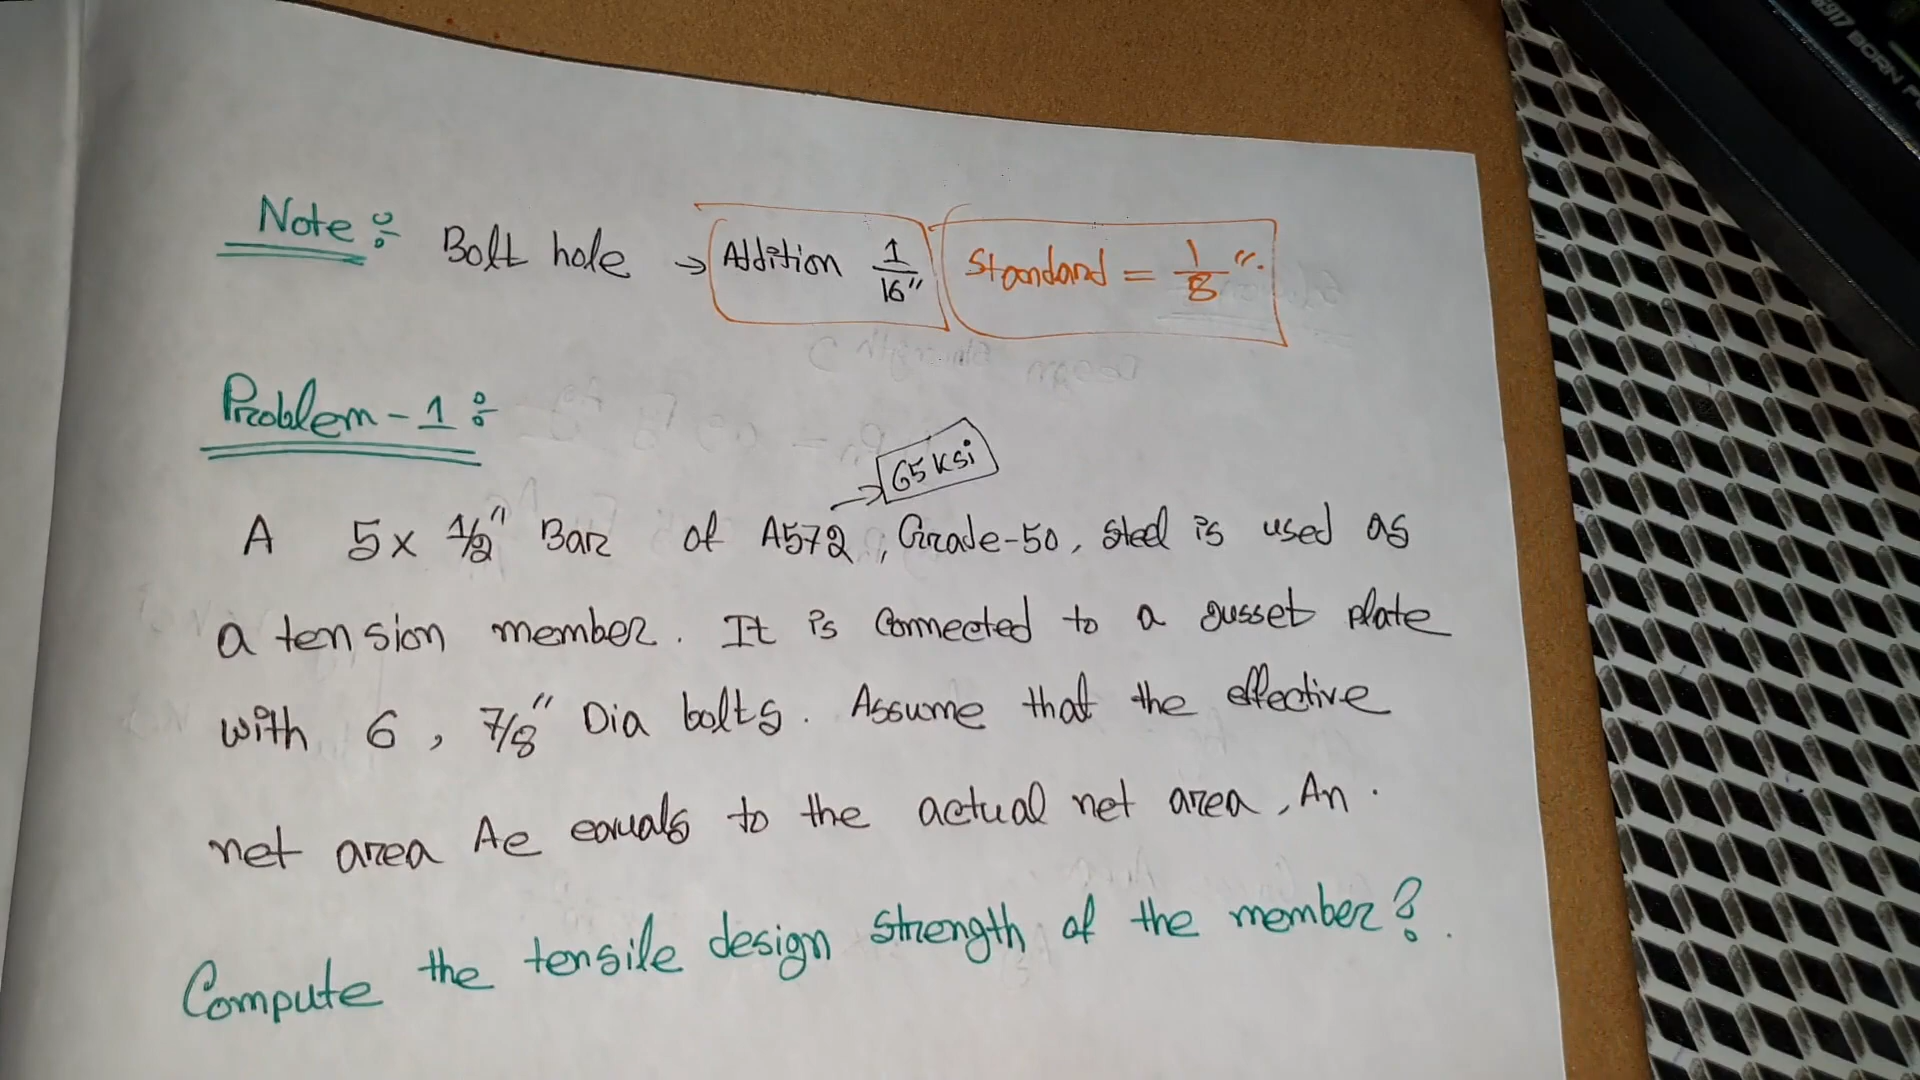 Note : Bolt hole → Addition 1/16" Standard = 1/8".
Problem-1 :
→ 65 ksi
A 5 x 1/2" Bar of A572, Grade-50, steel is used as
a tension member. It is connected to a gusset plate
with 6, 7/8" Dia bolts. Assume that the effective
net area Ae equals to the actual net area, An.
Compute the tensile design strength of the member?.
BORN